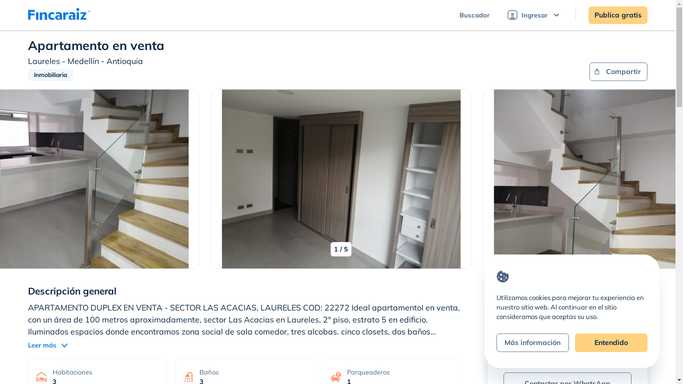 Fincaraiz
Buscador
Ingresar
Publica gratis
Apartamento en venta
Laureles - Medellín - Antioquia
Inmobiliaria
Compartir
1 / 5
Descripción general
APARTAMENTO DUPLEX EN VENTA - SECTOR LAS ACACIAS, LAURELES COD: 22272 Ideal apartamentol en venta,
con un área de 100 metros aproximadamente, sector Las Acacias en Laureles, 2° piso, estrato 5 en edificio.
Iluminados espacios donde encontramos zona social de sala comedor, tres alcobas. cinco closets, dos baños...
Leer más
Habitaciones
3
Baños
3
Parqueaderos
1
Utilizamos cookies para mejorar tu experiencia en
nuestro sitio web. Al continuar en el sitio
consideramos que aceptas su uso.
Más información
Entendido
Contactar por WhatsApp